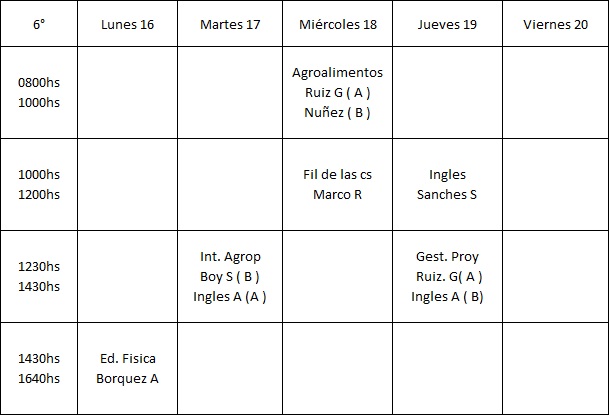 6°
Lunes 16
Martes 17
Miércoles 18
Jueves 19
Viernes 20
0800hs
1000hs
Agroalimentos
Ruiz G ( A )
Nuñez ( B )
1000hs
1200hs
Fil de las cs
Marco R
Ingles
Sanches S
1230hs
1430hs
Int. Agrop
Boy S ( B )
Ingles A (A )
Gest. Proy
Ruiz. G( A )
Ingles A ( B)
1430hs
1640hs
Ed. Fisica
Borquez A